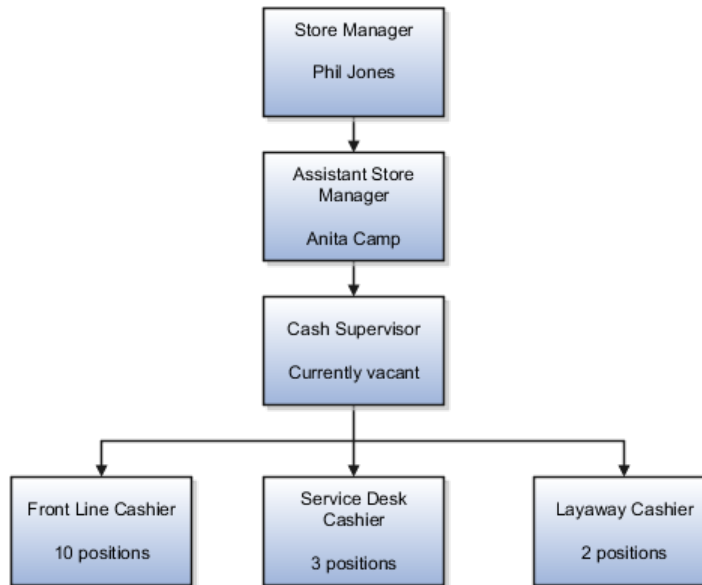 Store Manager
Phil Jones
Assistant Store
Manager
Anita Camp
Cash Supervisor
Currently vacant
Front Line Cashier
10 positions
Service Desk
Cashier
3 positions
Layaway Cashier
2 positions